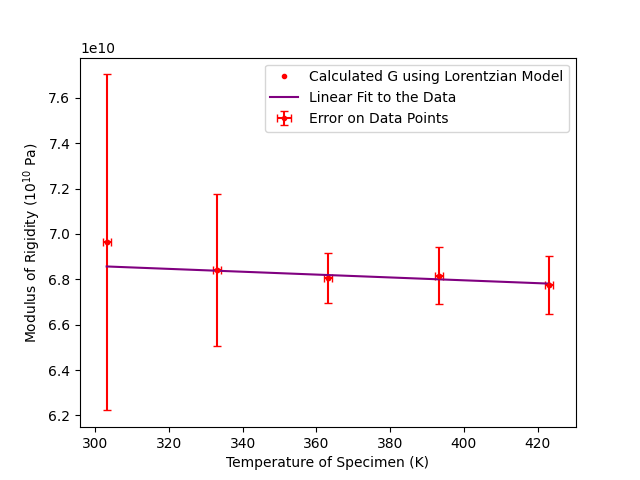 1e10
Calculated G using Lorentzian Model
Linear Fit to the Data
Error on Data Points
7.6
7.4
7.2
7.0
6.8
6.6
6.4
6.2
Modulus of Rigidity (10¹⁰ Pa)
300 320 340 360 380 400 420
Temperature of Specimen (K)